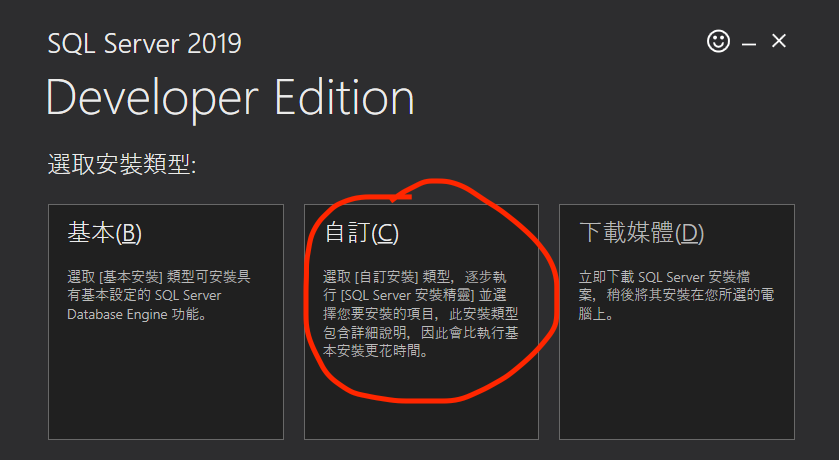 SQL Server 2019
Developer Edition
選取安裝類型:
基本(B)
選取 [基本安裝] 類型可安裝具
有基本設定的 SQL Server
Database Engine 功能。
自訂(C)
選取 [自訂安裝] 類型，逐步執
行 [SQL Server 安裝精靈] 並選
擇您要安裝的項目，此安裝類型
包含詳細說明，因此會比執行基
本安裝更花時間。
下載媒體(D)
立即下載 SQL Server 安裝檔
案，稍後將其安裝在您所選的電
腦上。